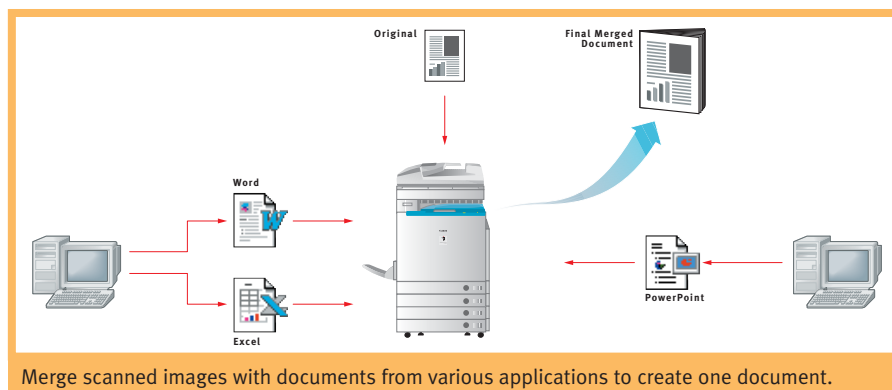 Original
Final Merged
Document
Word
Excel
PowerPoint
Merge scanned images with documents from various applications to create one document.